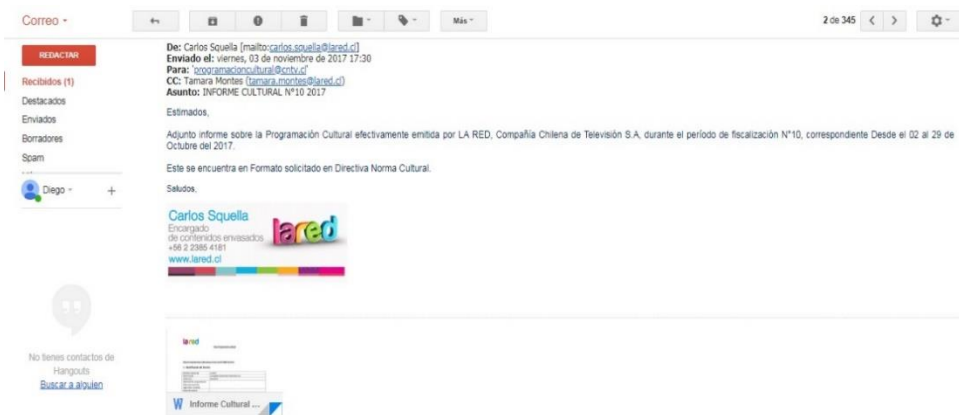 Correo
Más
2 de 345
REDACTAR
Recibidos (1)
Destacados
Enviados
Borradores
Spam
Diego
+
No tienes contactos de
Hangouts
Buscar a alguien
De: Carlos Squella [mailto:carlos.squella@lared.cl]
Enviado el: viernes, 03 de noviembre de 2017 17:30
Para: 'programacioncultural@cntv.cl'
CC: Tamara Montes (tamara.montes@lared.cl)
Asunto: INFORME CULTURAL N°10 2017
Estimados,
Adjunto informe sobre la Programación Cultural efectivamente emitida por LA RED, Compañía Chilena de Televisión S.A, durante el período de fiscalización N°10, correspondiente Desde el 02 al 29 de
Octubre del 2017.
Este se encuentra en Formato solicitado en Directiva Norma Cultural.
Saludos,
Carlos Squella
Encargado
de contenidos envasados
+56 2 2385 4181
www.lared.cl
lared
lared
W Informe Cultural ...